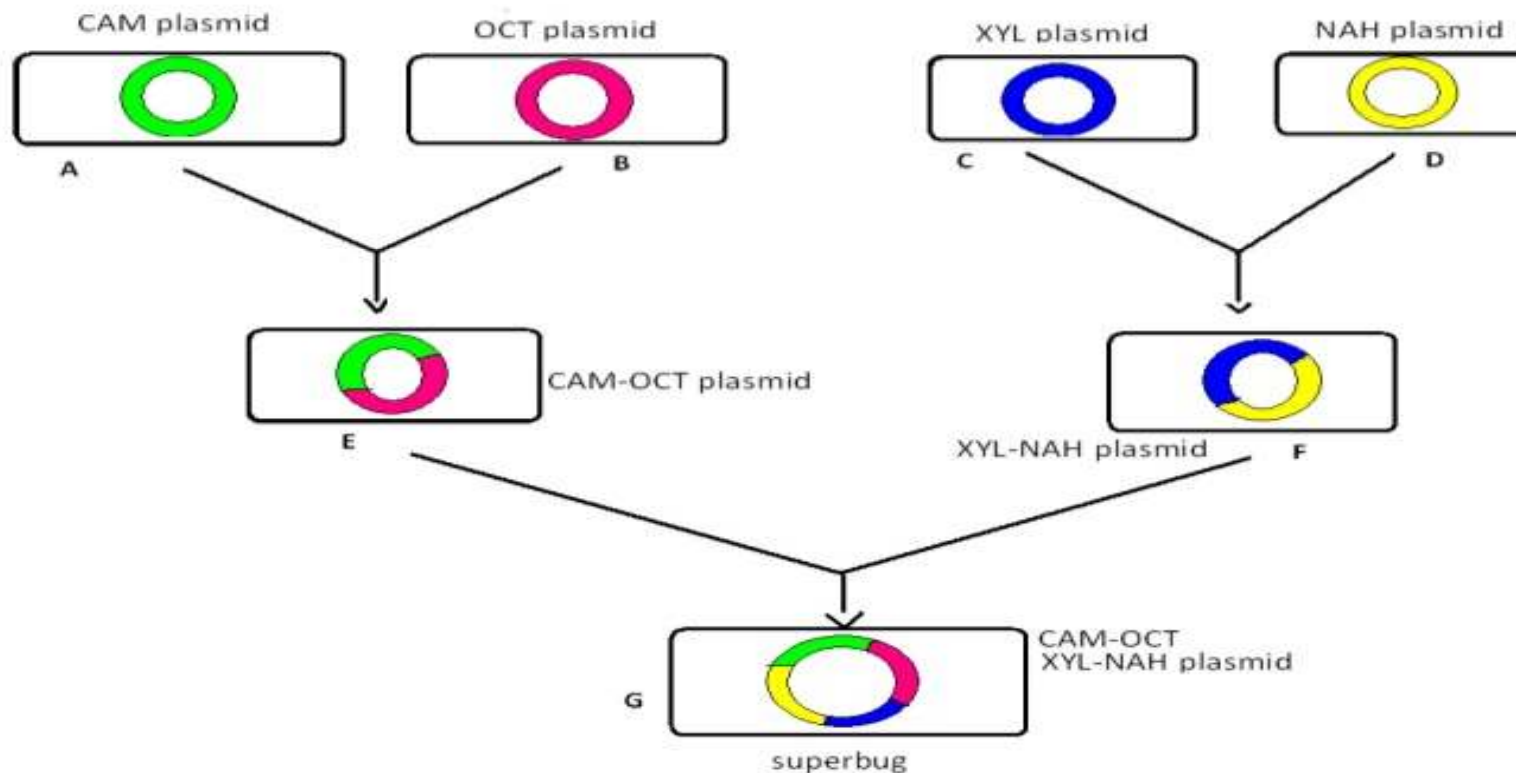 CAM plasmid
OCT plasmid
XYL plasmid
NAH plasmid
A
B
C
D
CAM-OCT plasmid
E
XYL-NAH plasmid
F
CAM-OCT
XYL-NAH plasmid
G
superbug